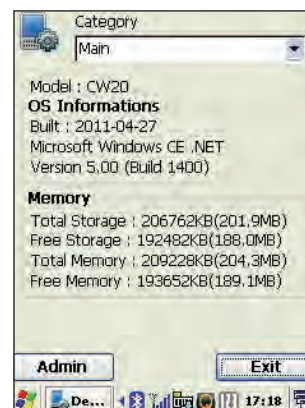 Category
Main
Model : CW20
OS Informations
Built : 2011-04-27
Microsoft Windows CE .NET
Version 5,00 (Build 1400)
Memory
Total Storage : 206762KB(201,9MB)
Free Storage : 192482KB(188,0MB)
Total Memory : 209228KB(204,3MB)
Free Memory : 193652KB(189,1MB)
Admin
Exit
De... 17:18